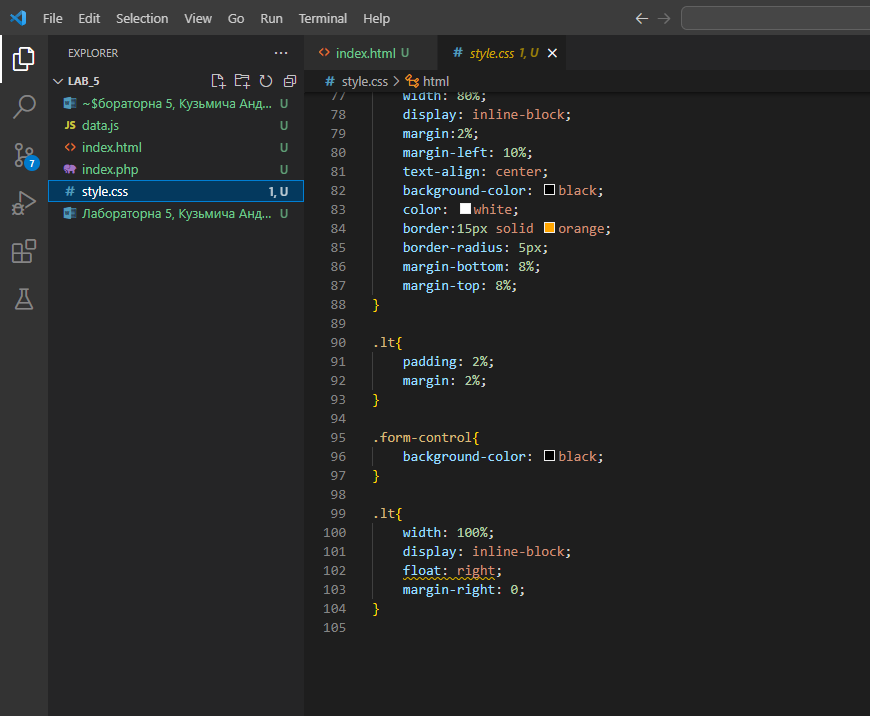 File Edit Selection View Go Run Terminal Help
EXPLORER ...
LAB_5
~$бораторна 5, Кузьмича Анд... U
JS data.js U
<> index.html U
index.php U
# style.css 1, U
Лабораторна 5, Кузьмича Анд... U
7
<> index.html U # style.css 1, U
# style.css > html
77 width: 80%;
78 display: inline-block;
79 margin:2%;
80 margin-left: 10%;
81 text-align: center;
82 background-color: black;
83 color: white;
84 border:15px solid orange;
85 border-radius: 5px;
86 margin-bottom: 8%;
87 margin-top: 8%;
88 }
89
90 .lt{
91 padding: 2%;
92 margin: 2%;
93 }
94
95 .form-control{
96 background-color: black;
97 }
98
99 .lt{
100 width: 100%;
101 display: inline-block;
102 float: right;
103 margin-right: 0;
104 }
105